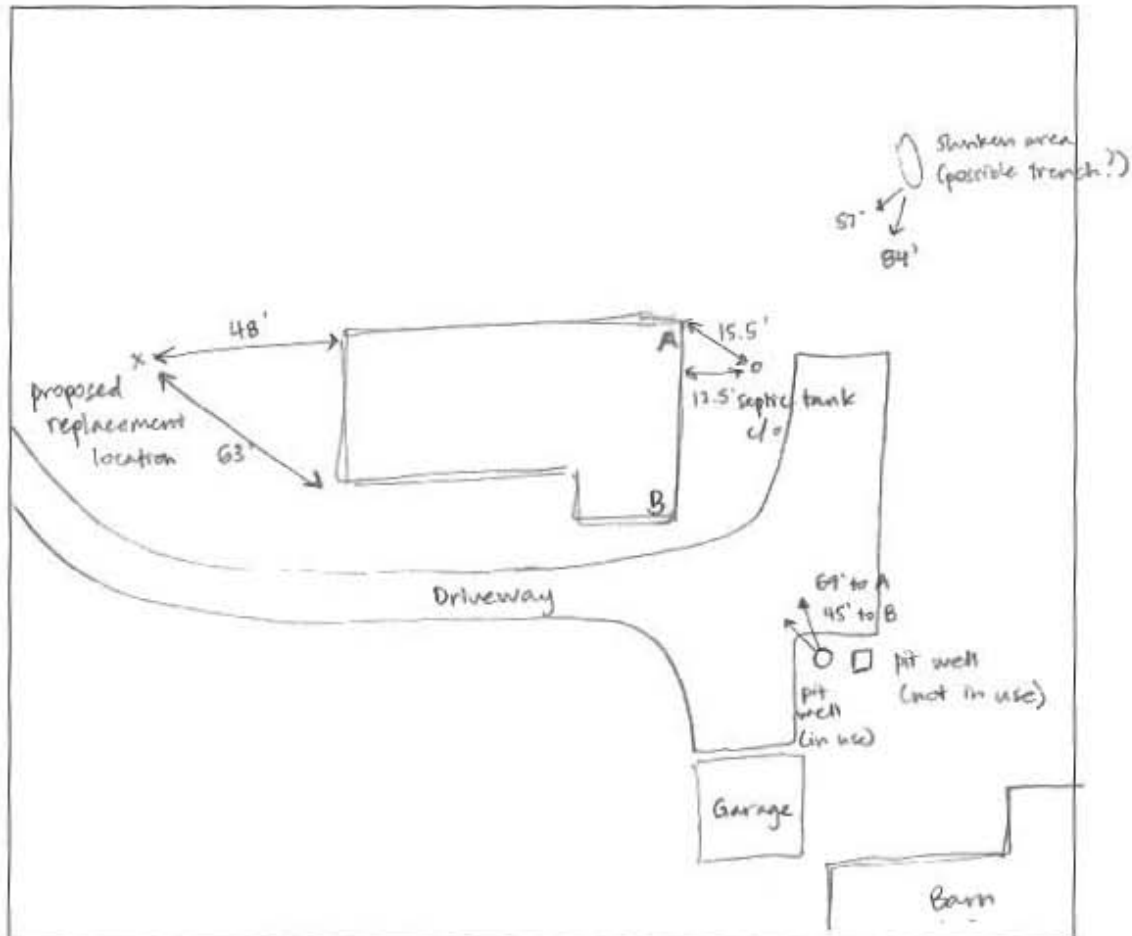 sunken area
(possible trench?)
57'
84'
48'
A
15.5'
x
proposed
replacement
location
13.5' septic tank
c/o
63'
B
Driveway
69' to A
45' to B
pit well
(not in use)
pit
well
(in use)
Garage
Barn